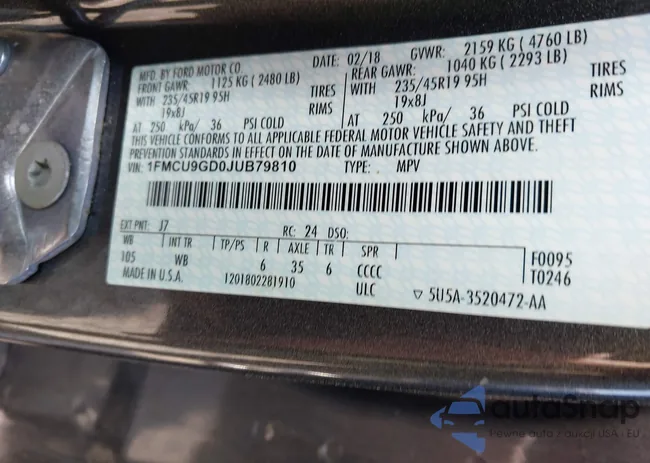 MFD. BY FORD MOTOR CO. DATE: 02/18 GVWR: 2159 KG (4760 LB)
FRONT GAWR: 1125 KG (2480 LB) REAR GAWR: 1040 KG (2293 LB)
WITH 235/45R19 95H TIRES WITH 235/45R19 95H TIRES
19x8J RIMS 19x8J RIMS
AT 250 kPa/ 36 PSI COLD AT 250 kPa/ 36 PSI COLD
THIS VEHICLE CONFORMS TO ALL APPLICABLE FEDERAL MOTOR VEHICLE SAFETY AND THEFT
PREVENTION STANDARDS IN EFFECT ON THE DATE OF MANUFACTURE SHOWN ABOVE.
VIN: 1FMCU9GD0JUB79810 TYPE: MPV
EXT PNT: J7 RC: 24 DSO:
WB INT TR TP/PS R AXLE TR SPR F0095
105 WB 6 35 6 CCCC T0246
MADE IN U.S.A. 1201802281910 ULC ▽ 5U5A-3520472-AA
autoSnap
Pewne auta z aukcji USA - EU